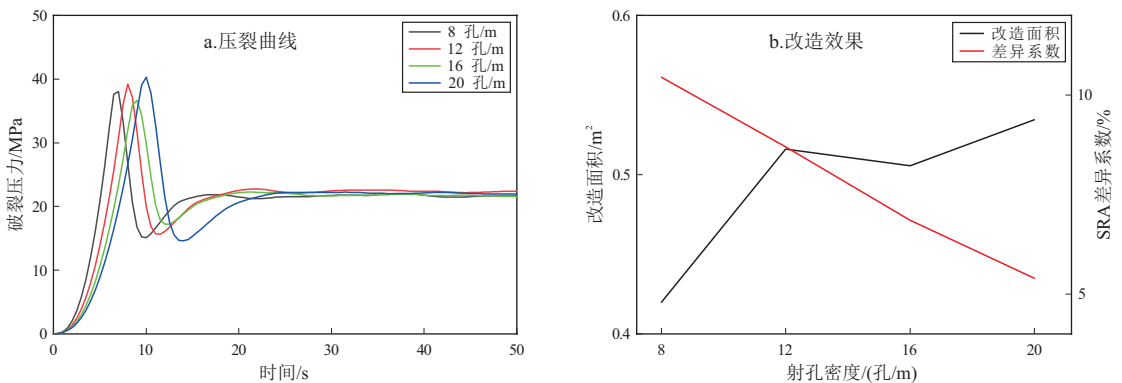 a.压裂曲线
8 孔/m
12 孔/m
16 孔/m
20 孔/m
破裂压力/MPa
50
40
30
20
10
0
0 10 20 30 40 50
时间/s
b.改造效果
改造面积
差异系数
改造面积/m²
0.6
0.5
0.4
SRA差异系数/%
10
5
8 12 16 20
射孔密度/(孔/m)